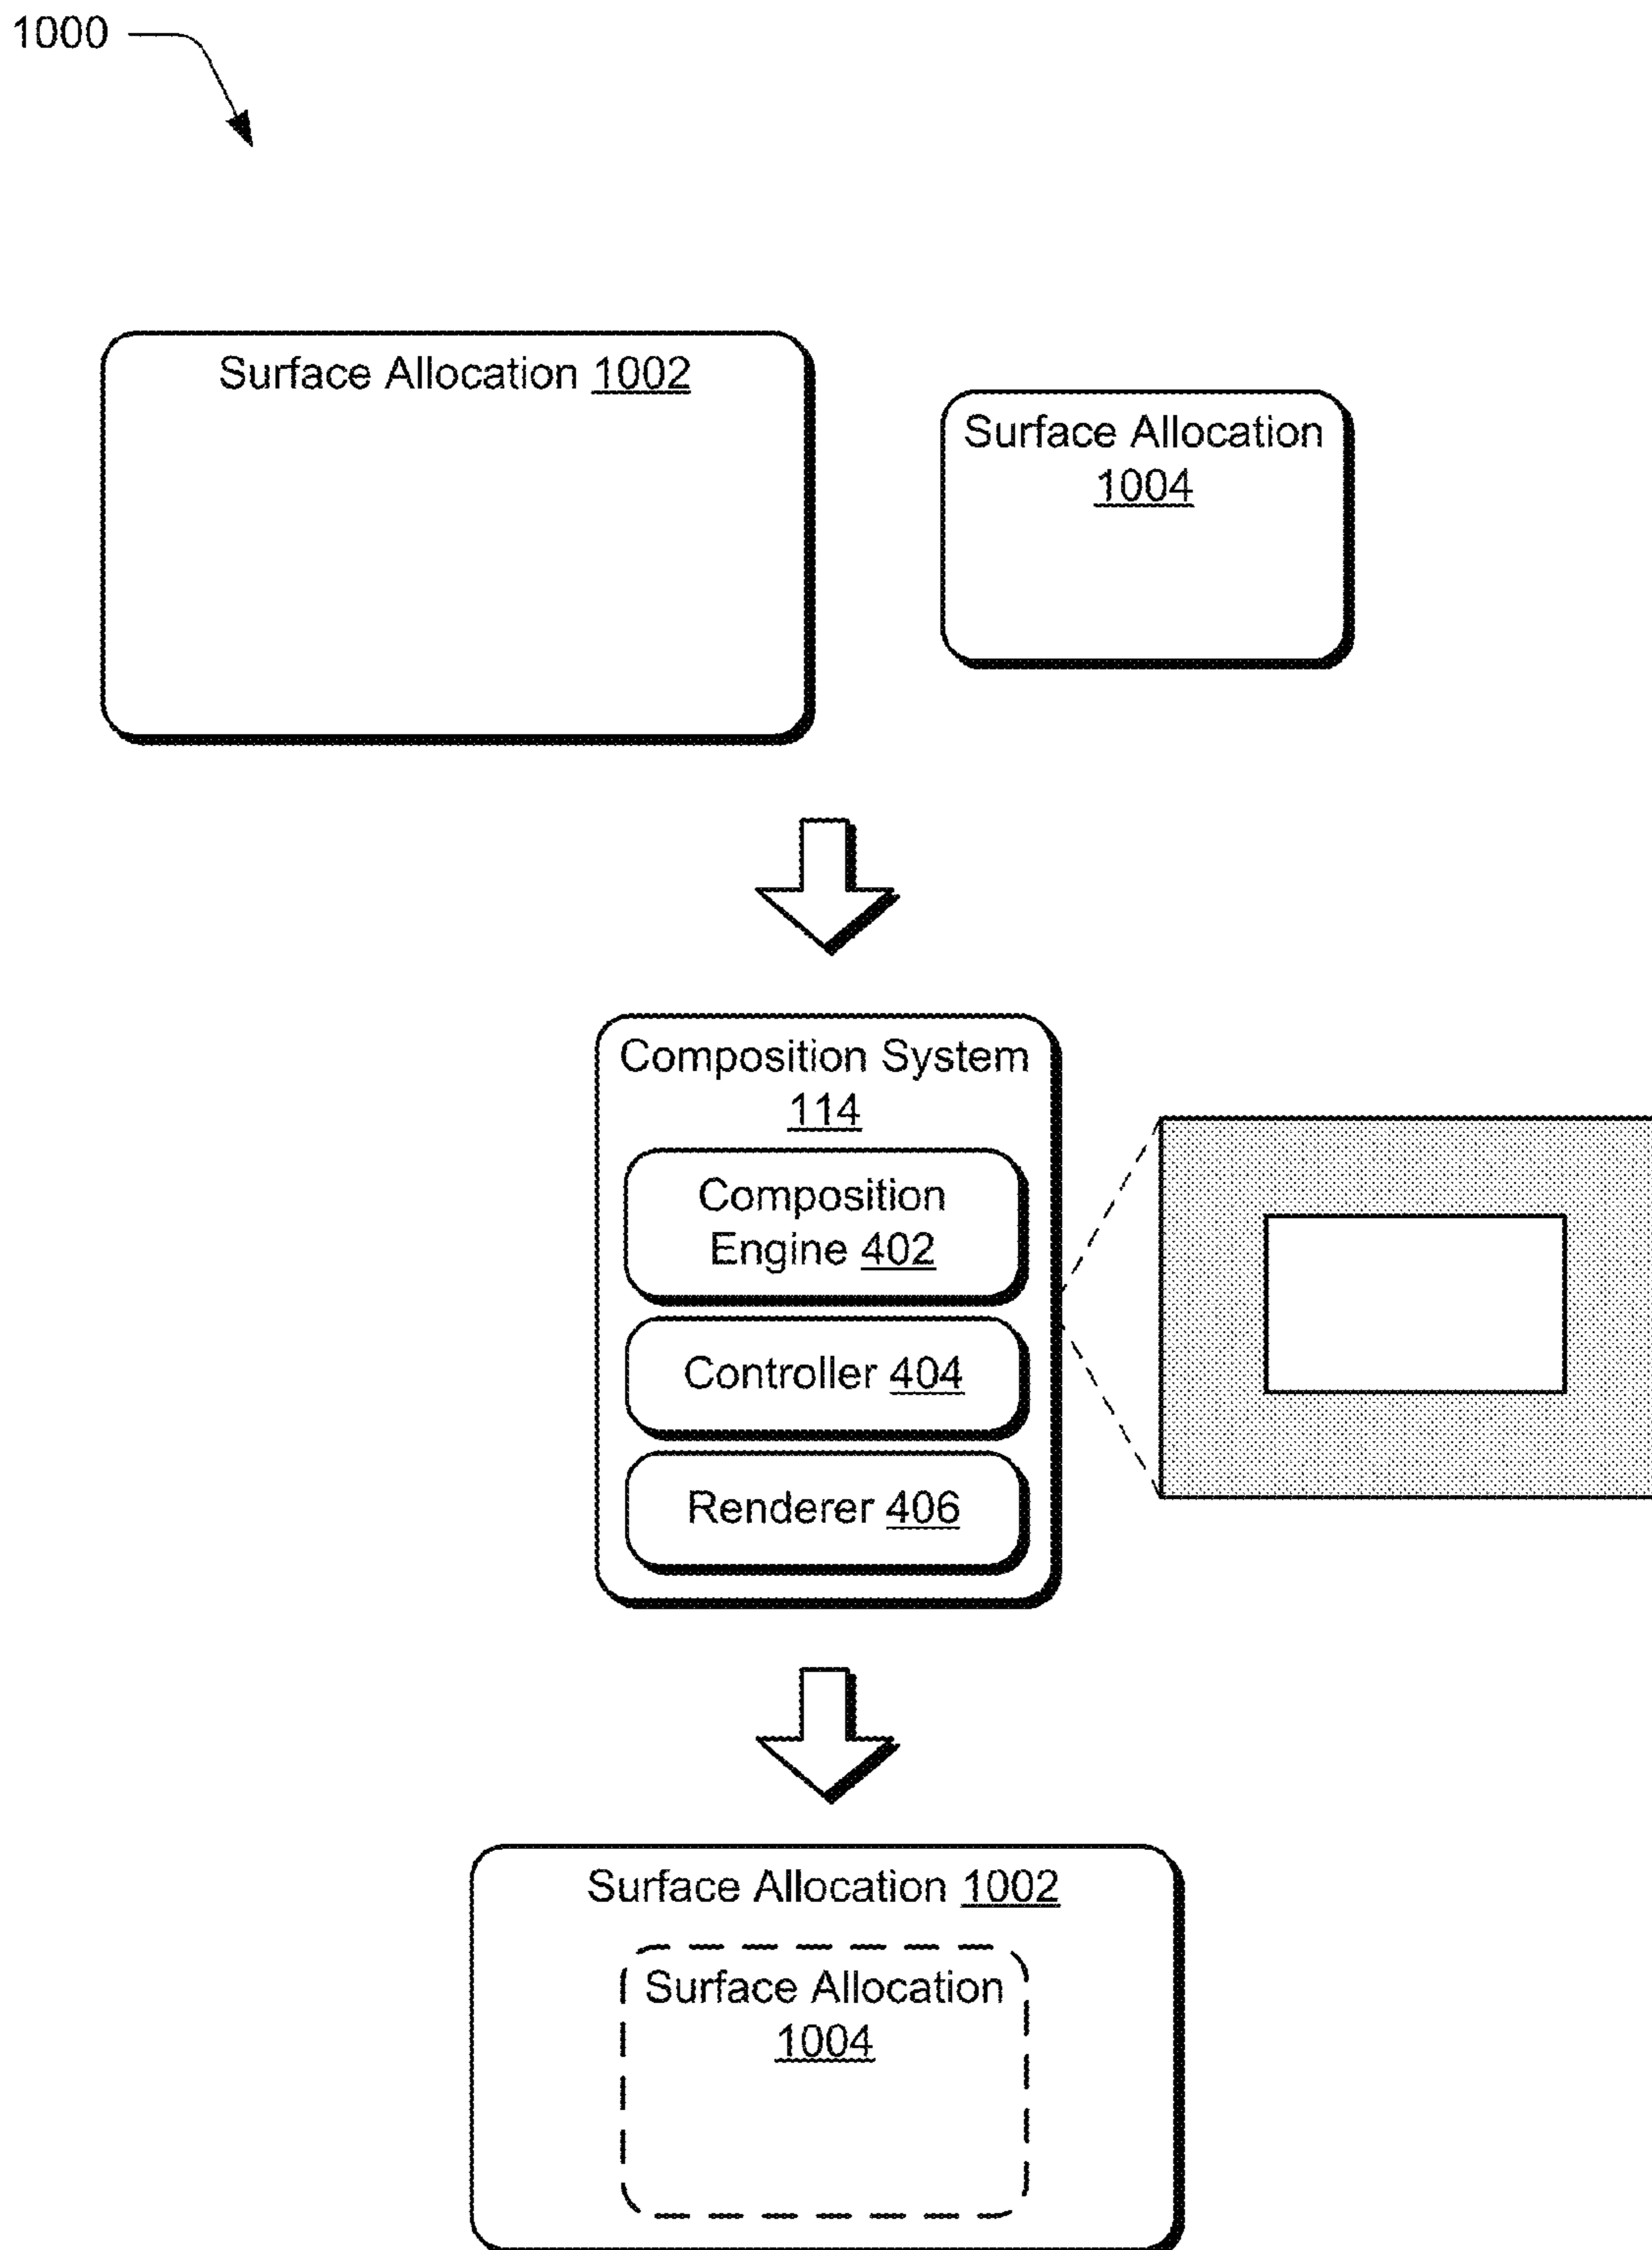 1000
Surface Allocation 1002
Surface Allocation
1004
Composition System
114
Composition
Engine 402
Controller 404
Renderer 406
Surface Allocation 1002
Surface Allocation
1004